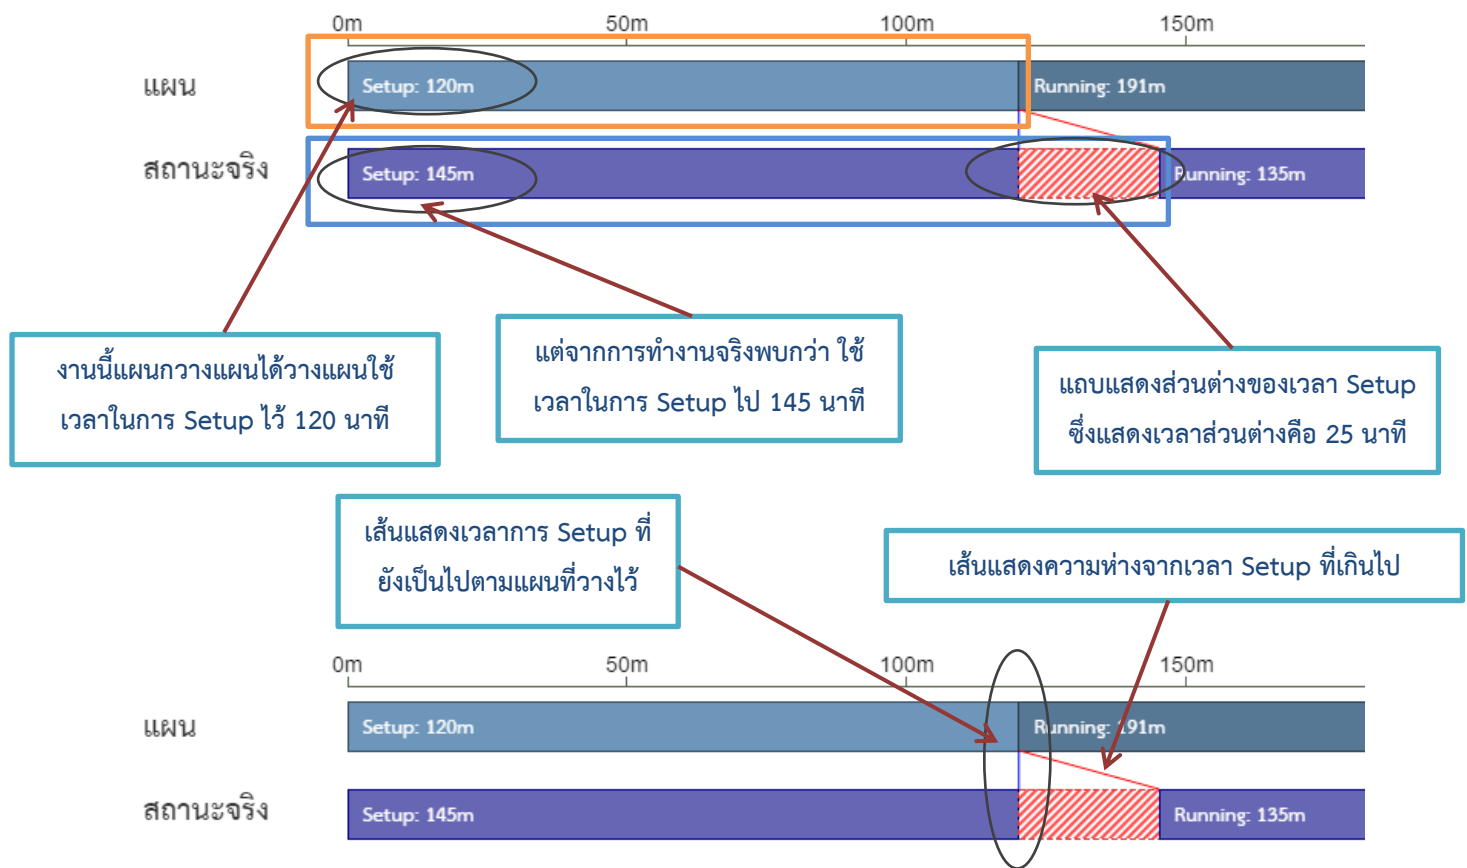 0m 50m 100m 150m
แผน Setup: 120m Running: 191m
สถานะจริง Setup: 145m Running: 135m
งานนี้แผนกวางแผนได้วางแผนใช้
เวลาในการ Setup ไว้ 120 นาที
แต่จากการทำงานจริงพบกว่า ใช้
เวลาในการ Setup ไป 145 นาที
แถบแสดงส่วนต่างของเวลา Setup
ซึ่งแสดงเวลาส่วนต่างคือ 25 นาที
เส้นแสดงเวลาการ Setup ที่
ยังเป็นไปตามแผนที่วางไว้
เส้นแสดงความห่างจากเวลา Setup ที่เกินไป
0m 50m 100m 150m
แผน Setup: 120m Running: 191m
สถานะจริง Setup: 145m Running: 135m